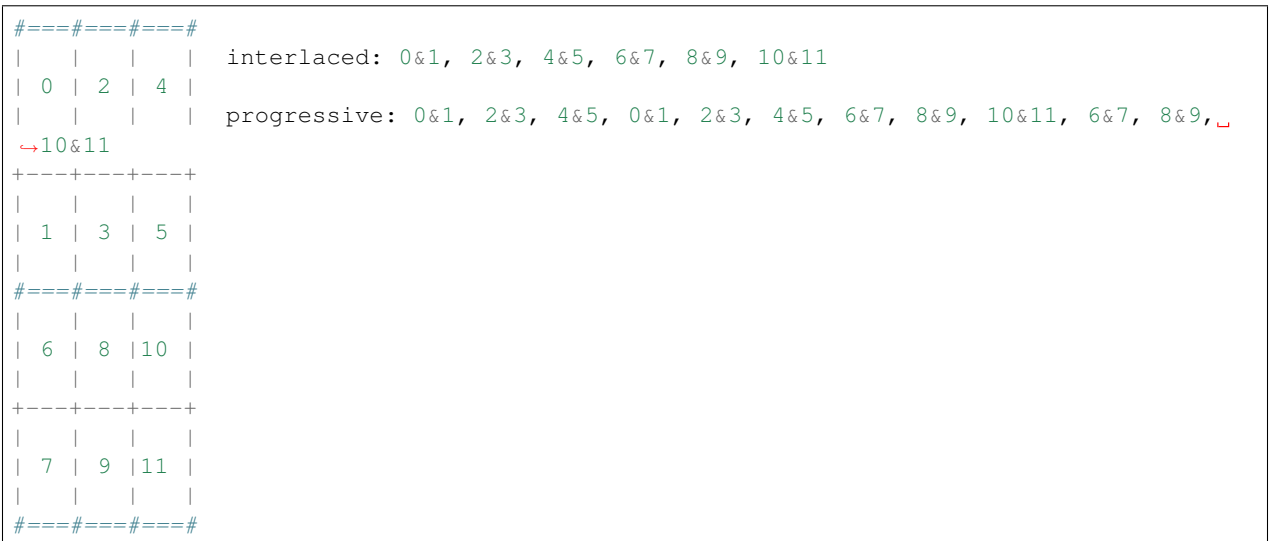 #===#===#===#
|   |   |   |  interlaced: 0&1, 2&3, 4&5, 6&7, 8&9, 10&11
| 0 | 2 | 4 |
|   |   |   |  progressive: 0&1, 2&3, 4&5, 0&1, 2&3, 4&5, 6&7, 8&9, 10&11, 6&7, 8&9,␣
↪10&11
+---+---+---+
|   |   |   |
| 1 | 3 | 5 |
|   |   |   |
#===#===#===#
|   |   |   |
| 6 | 8 |10 |
|   |   |   |
+---+---+---+
|   |   |   |
| 7 | 9 |11 |
|   |   |   |
#===#===#===#